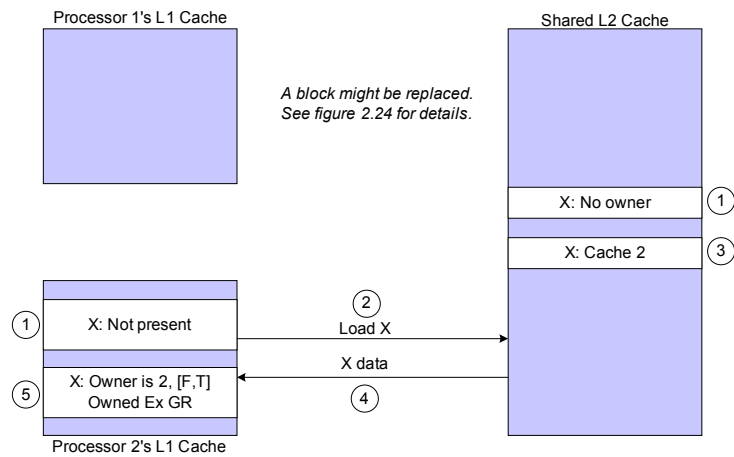 Processor 1's L1 Cache
Shared L2 Cache
A block might be replaced.
See figure 2.24 for details.
X: No owner
1
X: Cache 2
3
2
1
X: Not present
Load X
X data
5
X: Owner is 2, [F,T]
Owned Ex GR
4
Processor 2's L1 Cache